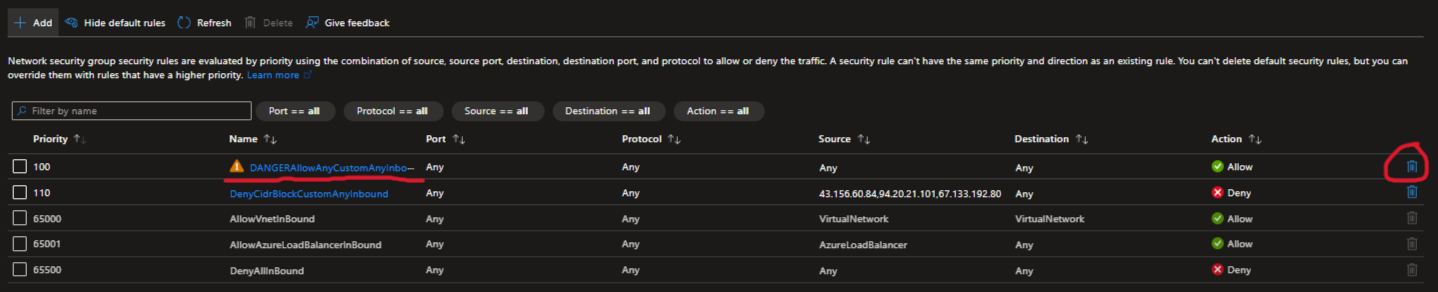 Add Hide default rules Refresh Delete Give feedback
Network security group security rules are evaluated by priority using the combination of source, source port, destination, destination port, and protocol to allow or deny the traffic. A security rule can't have the same priority and direction as an existing rule. You can't delete default security rules, but you can
override them with rules that have a higher priority. Learn more
Filter by name Port == all Protocol == all Source == all Destination == all Action == all
Priority Name Port Protocol Source Destination Action
100 DANGERAllowAnyCustomAnyInbo... Any Any Any Any Allow
110 DenyCidrBlockCustomAnyInbound Any Any 43.156.60.84,94.20.21.101,67.133.192.80 Any Deny
65000 AllowVnetInBound Any Any VirtualNetwork VirtualNetwork Allow
65001 AllowAzureLoadBalancerInBound Any Any AzureLoadBalancer Any Allow
65500 DenyAllInBound Any Any Any Any Deny